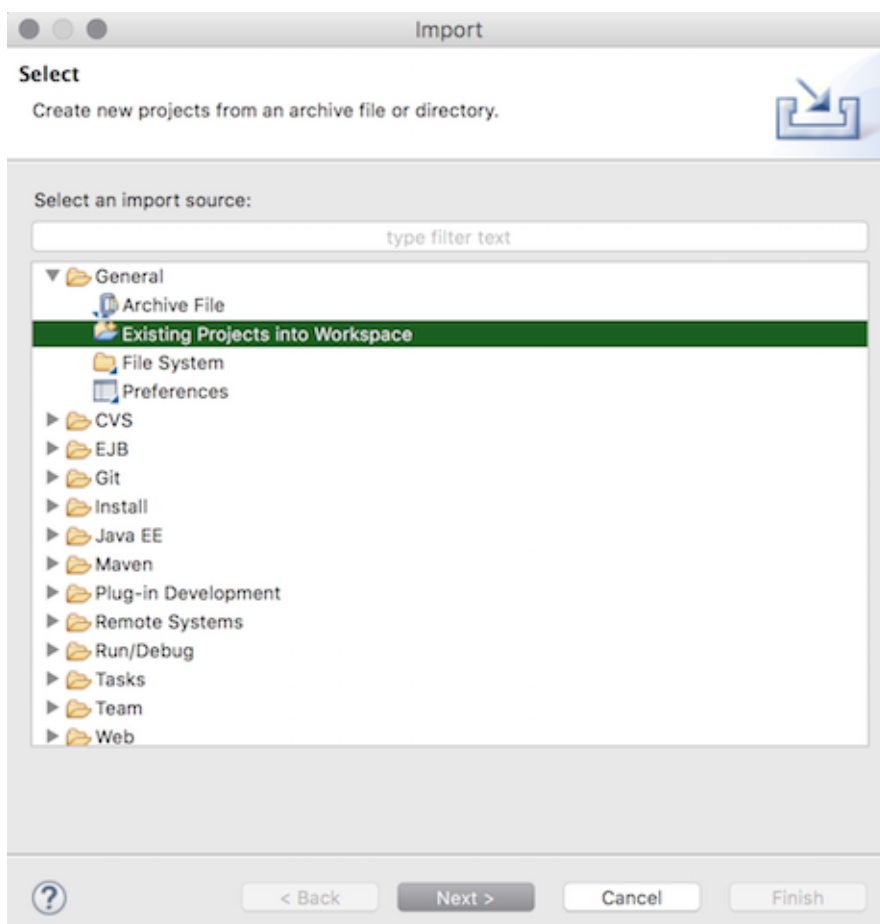 Import
Select
Create new projects from an archive file or directory.
Select an import source:
type filter text
General
Archive File
Existing Projects into Workspace
File System
Preferences
CVS
EJB
Git
Install
Java EE
Maven
Plug-in Development
Remote Systems
Run/Debug
Tasks
Team
Web
? < Back Next > Cancel Finish